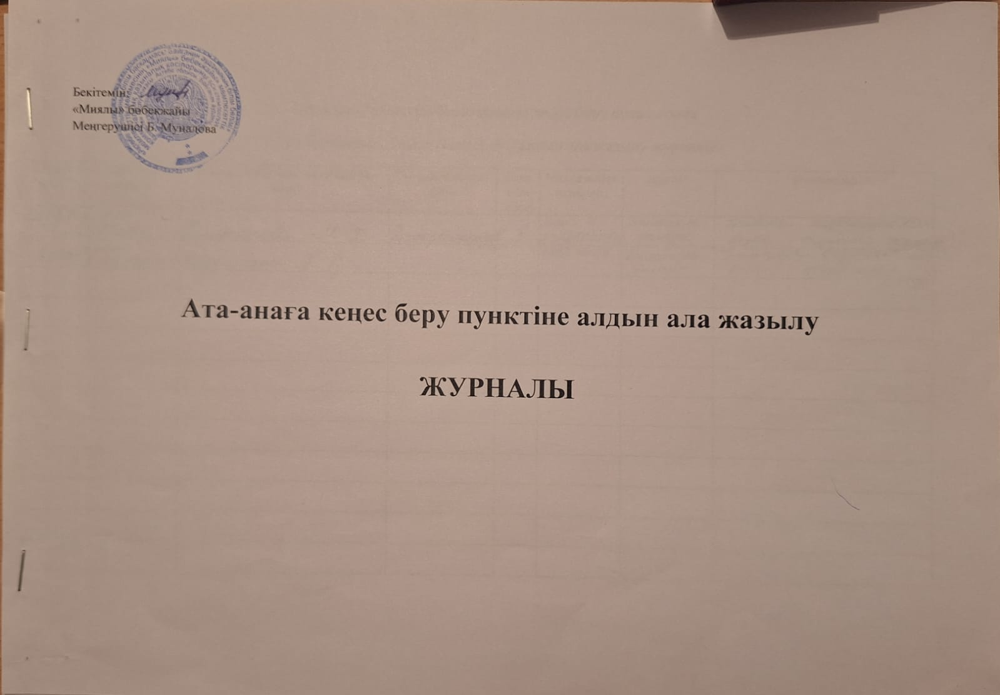 Бекітемін:
«Миялы» бөбекжайы
Меңгерушісі Б. Муналова
Ата-анаға кеңес беру пунктіне алдын ала жазылу
ЖУРНАЛЫ